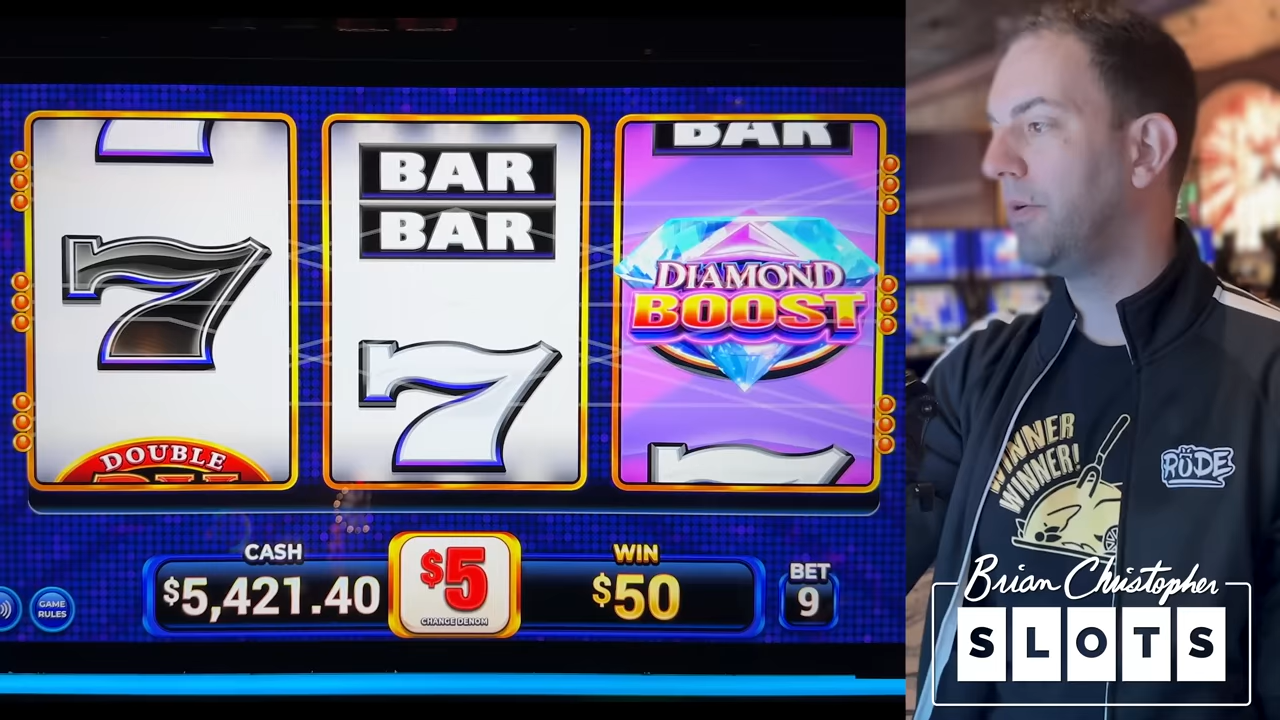 BAR
BAR
BAR
DIAMOND
BOOST
DOUBLE
CASH
$5,421.40
$5
CHANGE DENOM
WIN
$50
BET
9
GAME
RULES
WINNER
WINNER!
RUDE
Brian Christopher
SLOTS